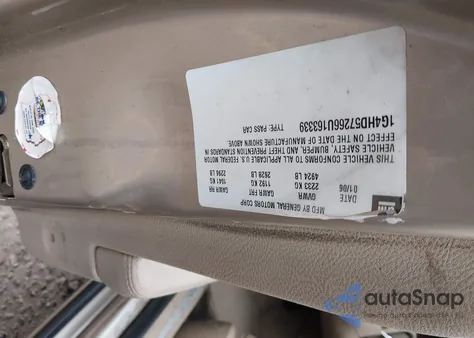 MFD BY GENERAL MOTORS CORP
DATE GVWR GAWR FRT GAWR RR
01/06 2233 KG 1192 KG 1041 KG
4924 LB 2628 LB 2296 LB
THIS VEHICLE CONFORMS TO ALL APPLICABLE U.S. FEDERAL MOTOR
VEHICLE SAFETY, BUMPER, AND THEFT PREVENTION STANDARDS IN
EFFECT ON THE DATE OF MANUFACTURE SHOWN ABOVE.
1G4HD57266U163339 TYPE: PASS CAR
autoSnap